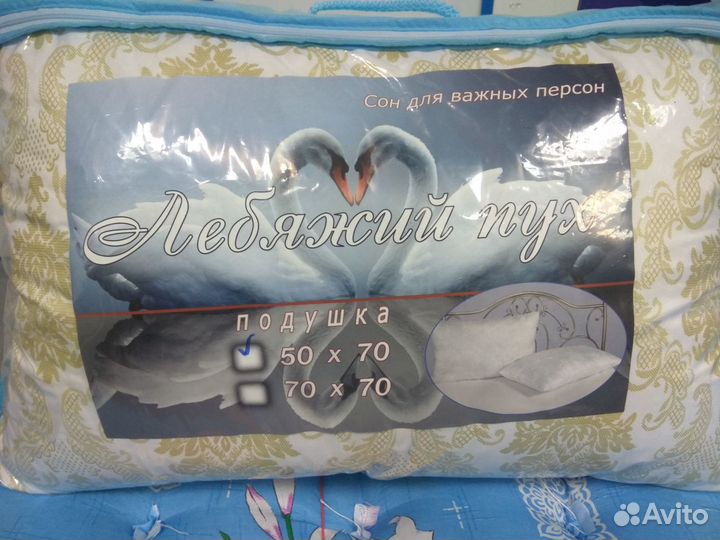 Сон для важных персон
Лебяжий пух
подушка
50 x 70
70 x 70
Avito